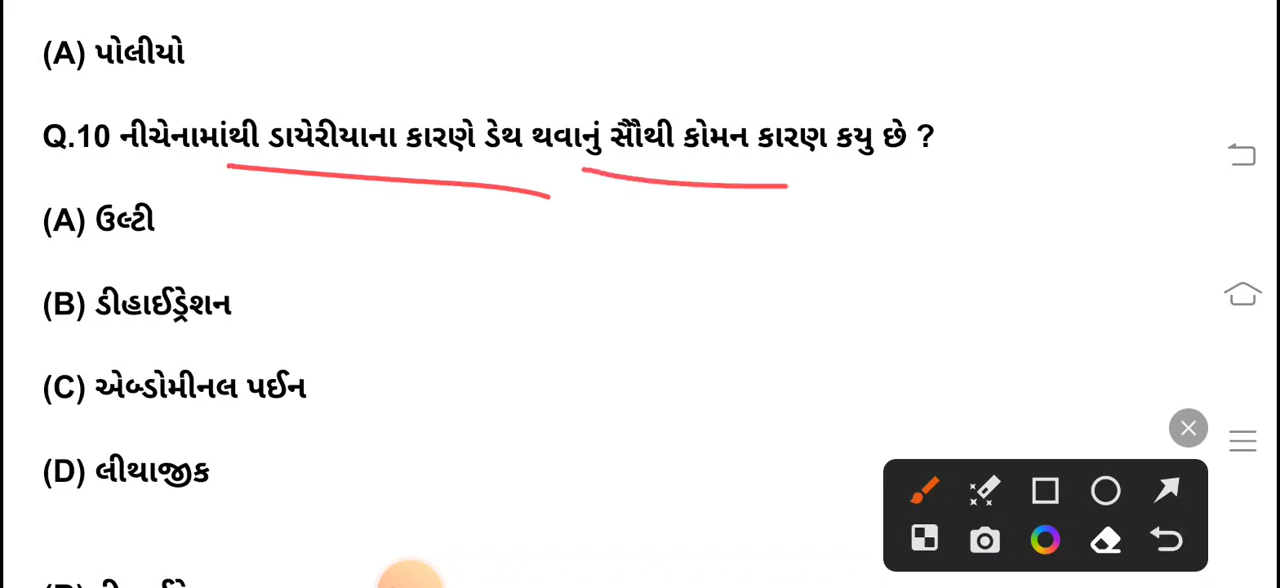 (A) પોલીયો
Q.10 નીચેનામાંથી ડાયેરીયાના કારણે ડેથ થવાનું સૌથી કોમન કારણ કયુ છે ?
(A) ઉલ્ટી
(B) ડીહાઈડ્રેશન
(C) એબ્ડોમીનલ પઈન
(D) લીથાજીક